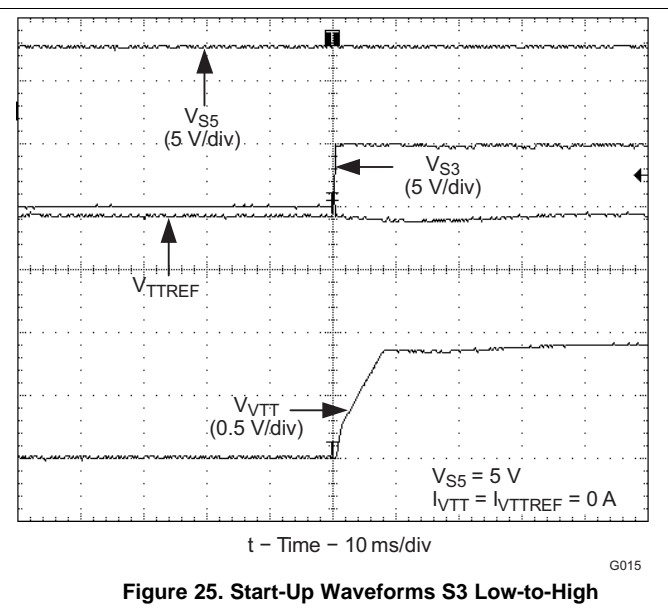 V_S5
(5 V/div)
V_S3
(5 V/div)
V_TTREF
V_VTT
(0.5 V/div)
V_S5 = 5 V
I_VTT = I_VTTREF = 0 A
t − Time − 10 ms/div
G015
Figure 25. Start-Up Waveforms S3 Low-to-High